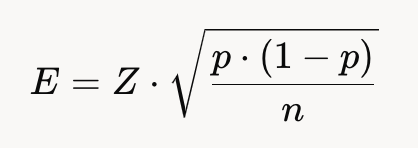 E = Z · √(p · (1 − p) / n)